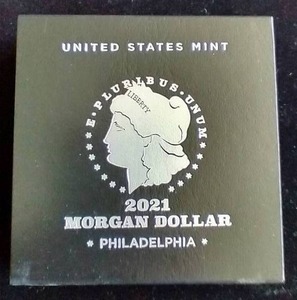 UNITED STATES MINT
E·PLURIBUS·UNUM
LIBERTY
2021
MORGAN DOLLAR
* PHILADELPHIA *